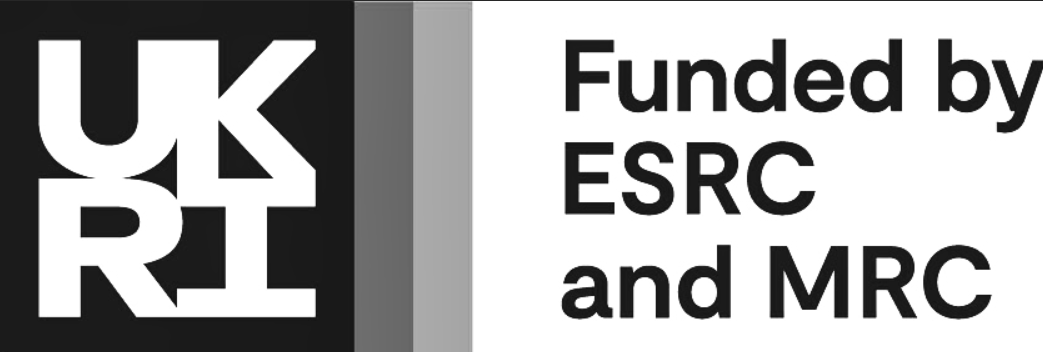 UK
RI
Funded by
ESRC
and MRC